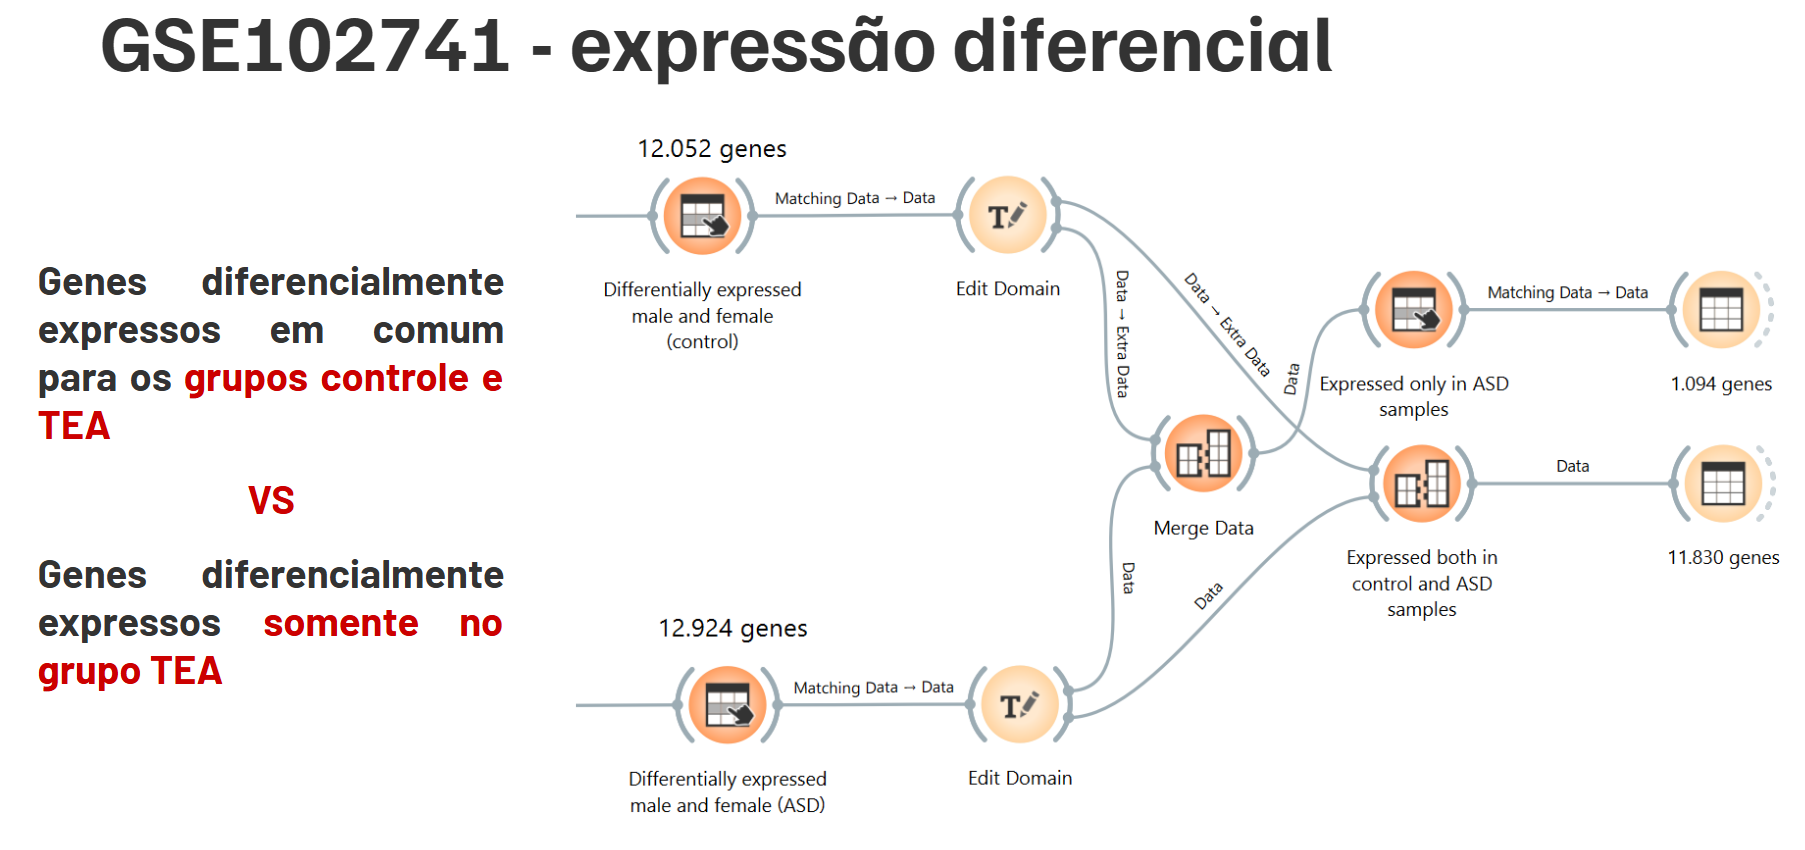 GSE102741 - expressão diferencial
Genes diferencialmente
expressos em comum
para os grupos controle e
TEA
VS
Genes diferencialmente
expressos somente no
grupo TEA
12.052 genes
Matching Data → Data
Differentially expressed
male and female
(control)
Edit Domain
Data → Extra Data
Data → Extra Data
Data
Expressed only in ASD
samples
Matching Data → Data
1.094 genes
Merge Data
Data
Expressed both in
control and ASD
samples
11.830 genes
Data
Data
12.924 genes
Matching Data → Data
Differentially expressed
male and female (ASD)
Edit Domain